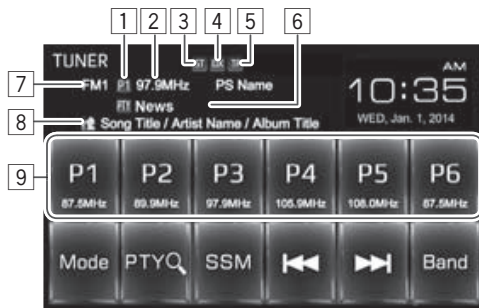 1 2 3 4 5 6
TUNER ST DX TP AM
7 FM1 P1 97.9MHz PS Name 10:35
PTY News
8 Song Title / Artist Name / Album Title WED, Jan. 1, 2014
9
P1 P2 P3 P4 P5 P6
87.5MHz 89.9MHz 97.9MHz 105.9MHz 108.0MHz 87.5MHz
Mode PTY SSM Band